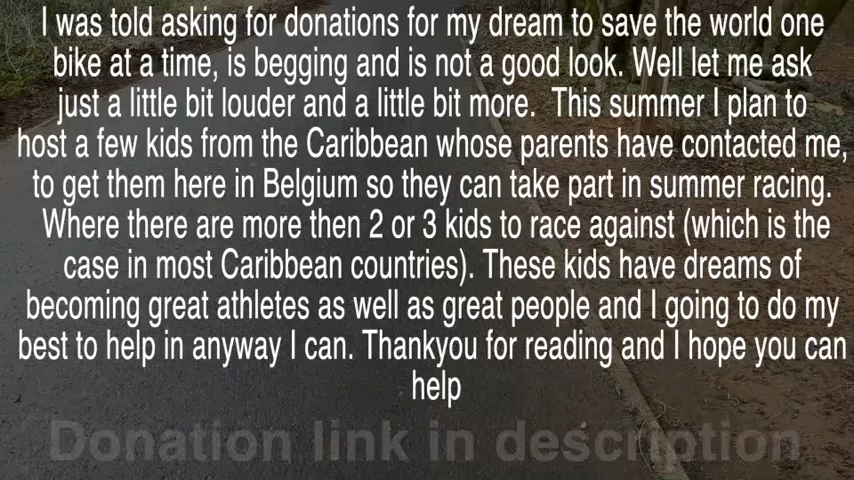 I was told asking for donations for my dream to save the world one
bike at a time, is begging and is not a good look. Well let me ask
just a little bit louder and a little bit more. This summer I plan to
host a few kids from the Caribbean whose parents have contacted me,
to get them here in Belgium so they can take part in summer racing.
Where there are more then 2 or 3 kids to race against (which is the
case in most Caribbean countries). These kids have dreams of
becoming great athletes as well as great people and I going to do my
best to help in anyway I can. Thankyou for reading and I hope you can
help
Donation link in description